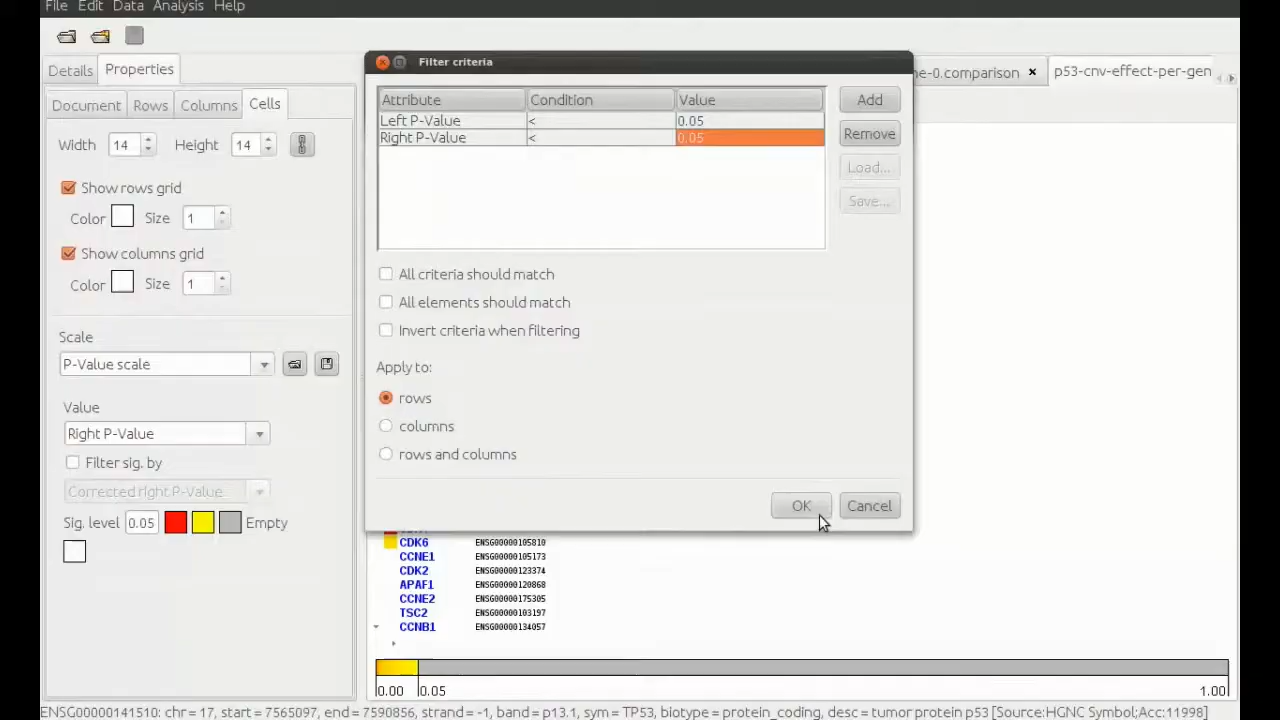 File Edit Data Analysis Help
Filter criteria
Details Properties
ne-0.comparison × p53-cnv-effect-per-gen
Document Rows Columns Cells
Attribute Condition Value
Left P-Value < 0.05
Right P-Value < 0.05
Add
Remove
Load...
Save...
Width 14 Height 14
Show rows grid
Color Size 1
Show columns grid
Color Size 1
Scale
P-Value scale
Value
Right P-Value
Filter sig. by
Corrected right P-Value
Sig. level 0.05 Empty
All criteria should match
All elements should match
Invert criteria when filtering
Apply to:
rows
columns
rows and columns
OK Cancel
CDK6 ENSG00000105810
CCNE1 ENSG00000105173
CDK2 ENSG00000123374
APAF1 ENSG00000120868
CCNE2 ENSG00000175305
TSC2 ENSG00000103197
CCNB1 ENSG00000134057
0.00 0.05 1.00
ENSG00000141510: chr = 17, start = 7565097, end = 7590856, strand = -1, band = p13.1, sym = TP53, biotype = protein_coding, desc = tumor protein p53 [Source:HGNC Symbol;Acc:11998]